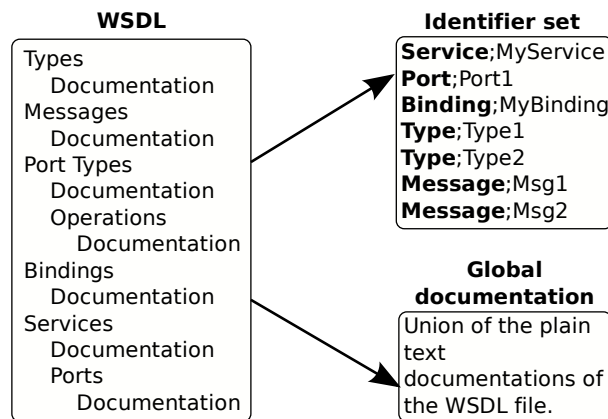 WSDL
Types
Documentation
Messages
Documentation
Port Types
Documentation
Operations
Documentation
Bindings
Documentation
Services
Documentation
Ports
Documentation
Identifier set
Service;MyService
Port;Port1
Binding;MyBinding
Type;Type1
Type;Type2
Message;Msg1
Message;Msg2
Global
documentation
Union of the plain
text
documentations of
the WSDL file.